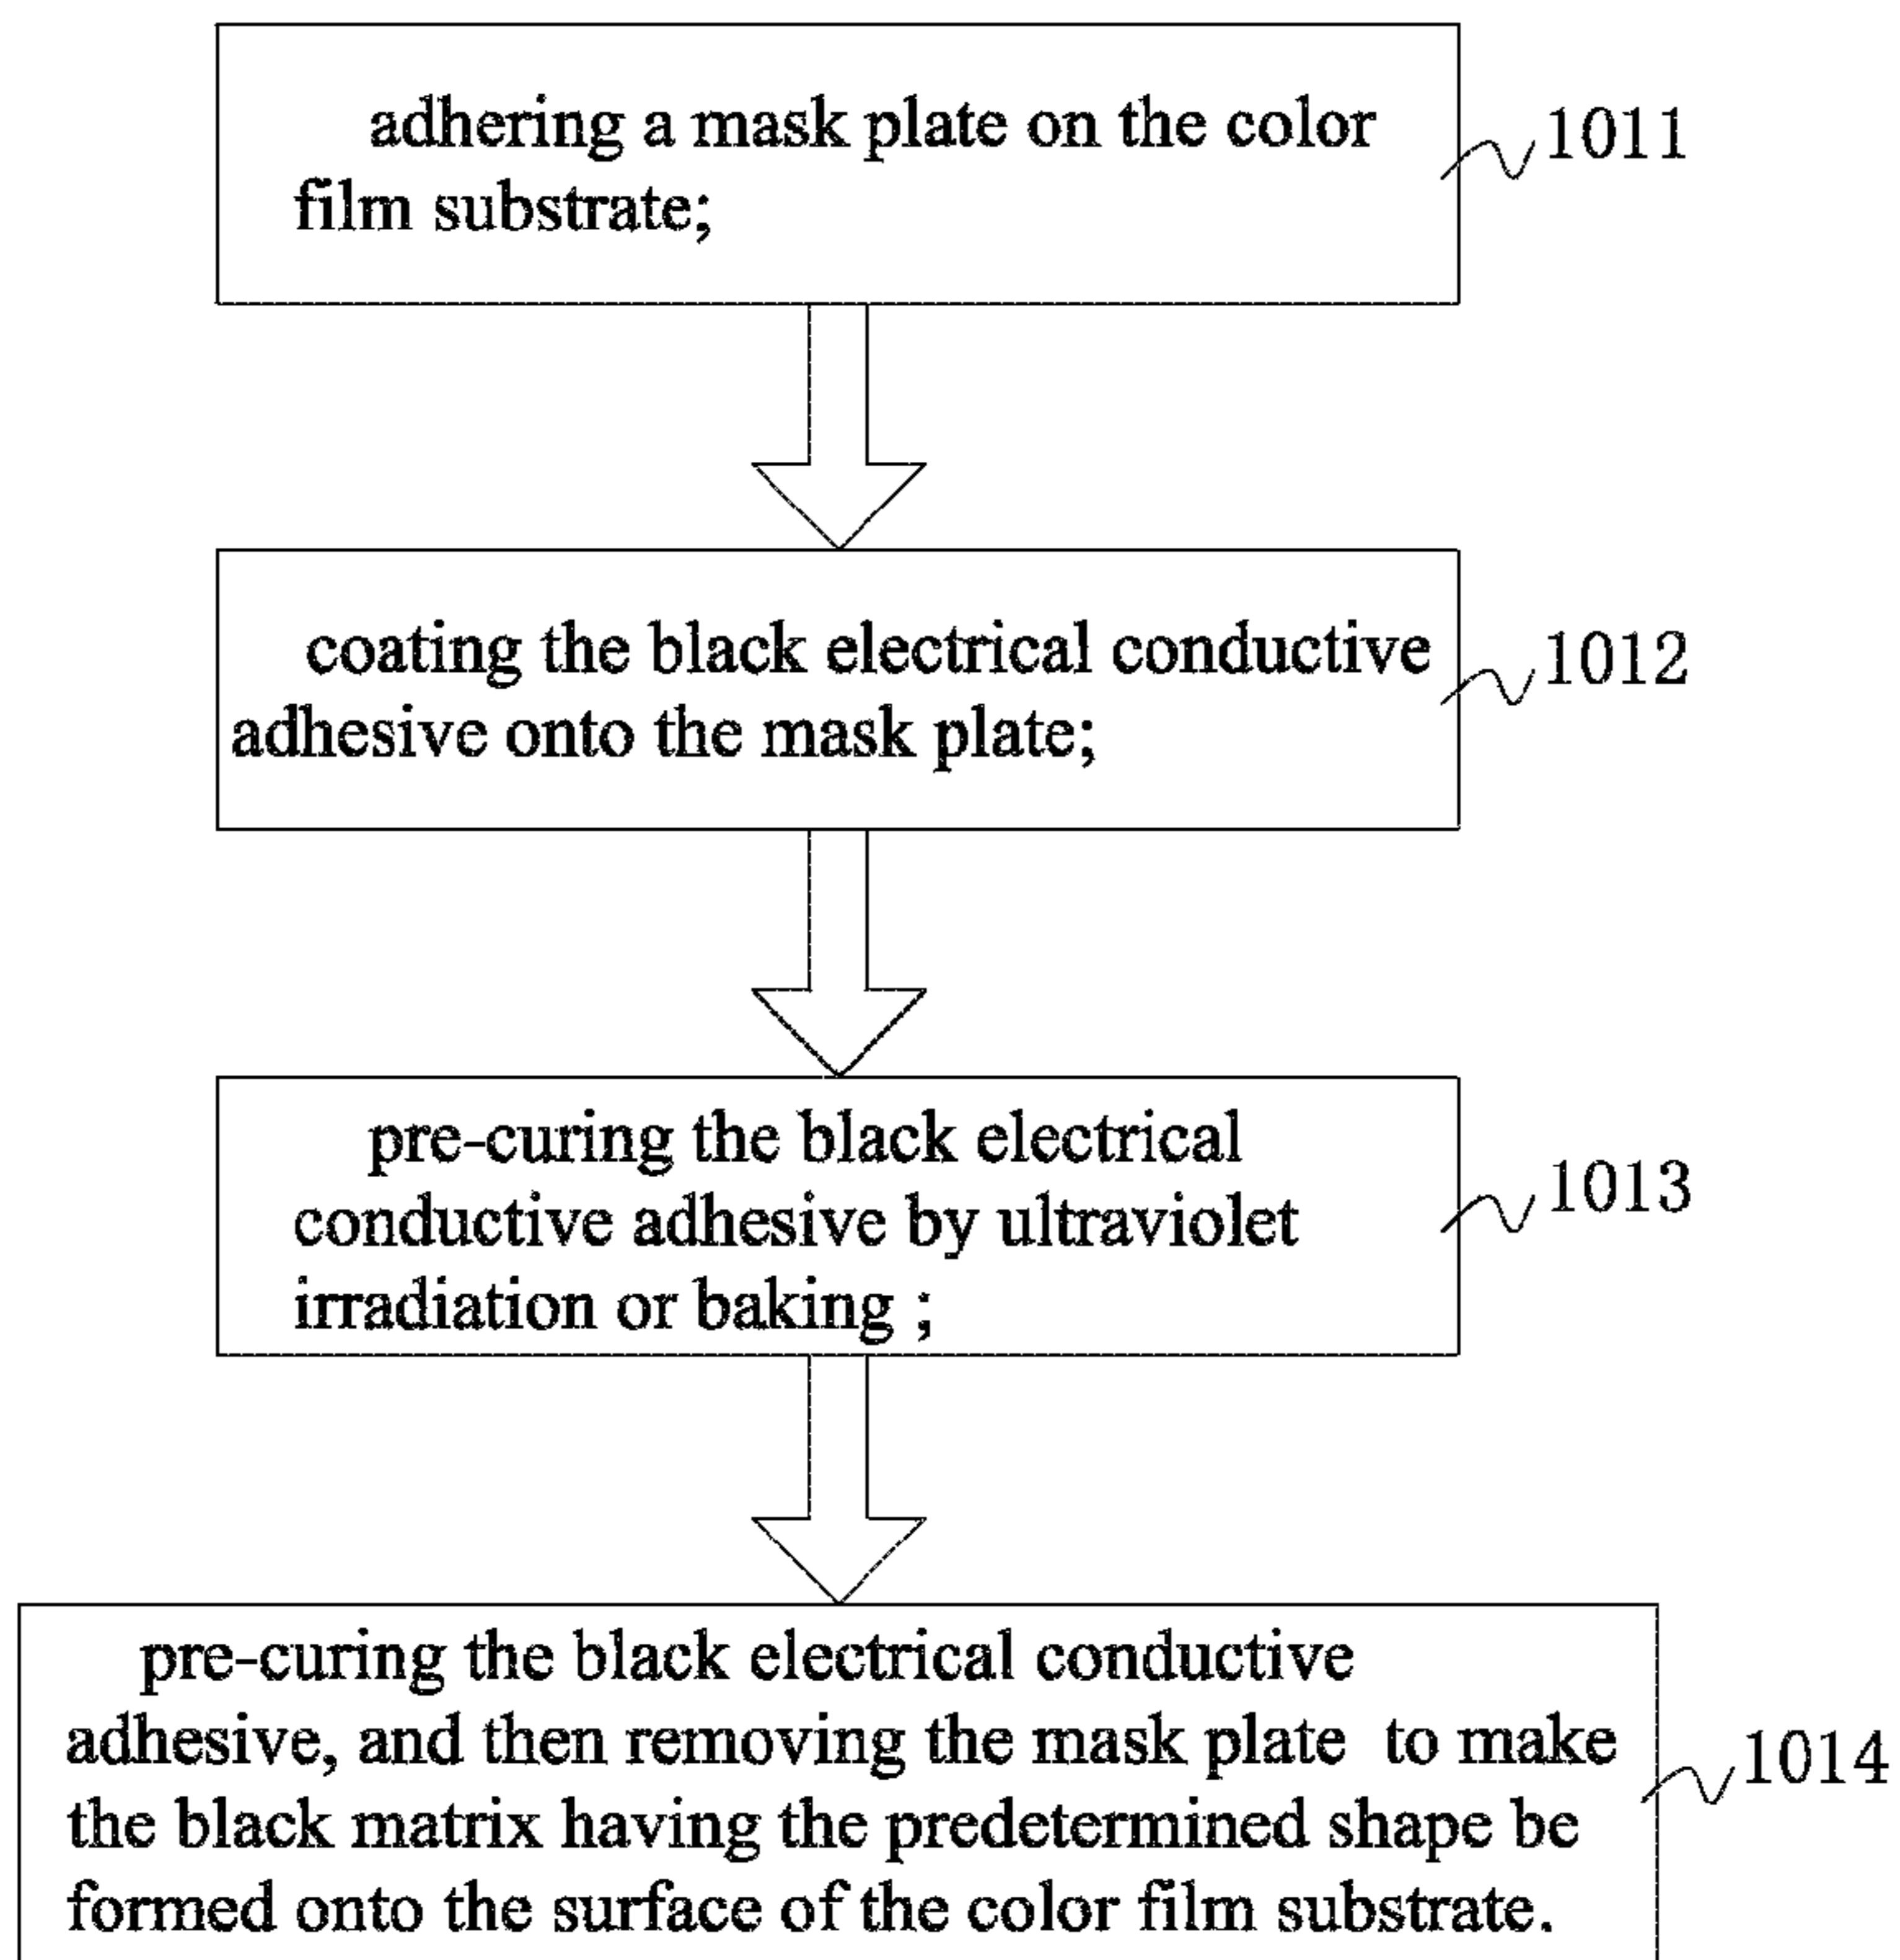 adhering a mask plate on the color
film substrate;
1011
coating the black electrical conductive
adhesive onto the mask plate;
1012
pre-curing the black electrical
conductive adhesive by ultraviolet
irradiation or baking ;
1013
pre-curing the black electrical conductive
adhesive, and then removing the mask plate to make
the black matrix having the predetermined shape be
formed onto the surface of the color film substrate.
1014